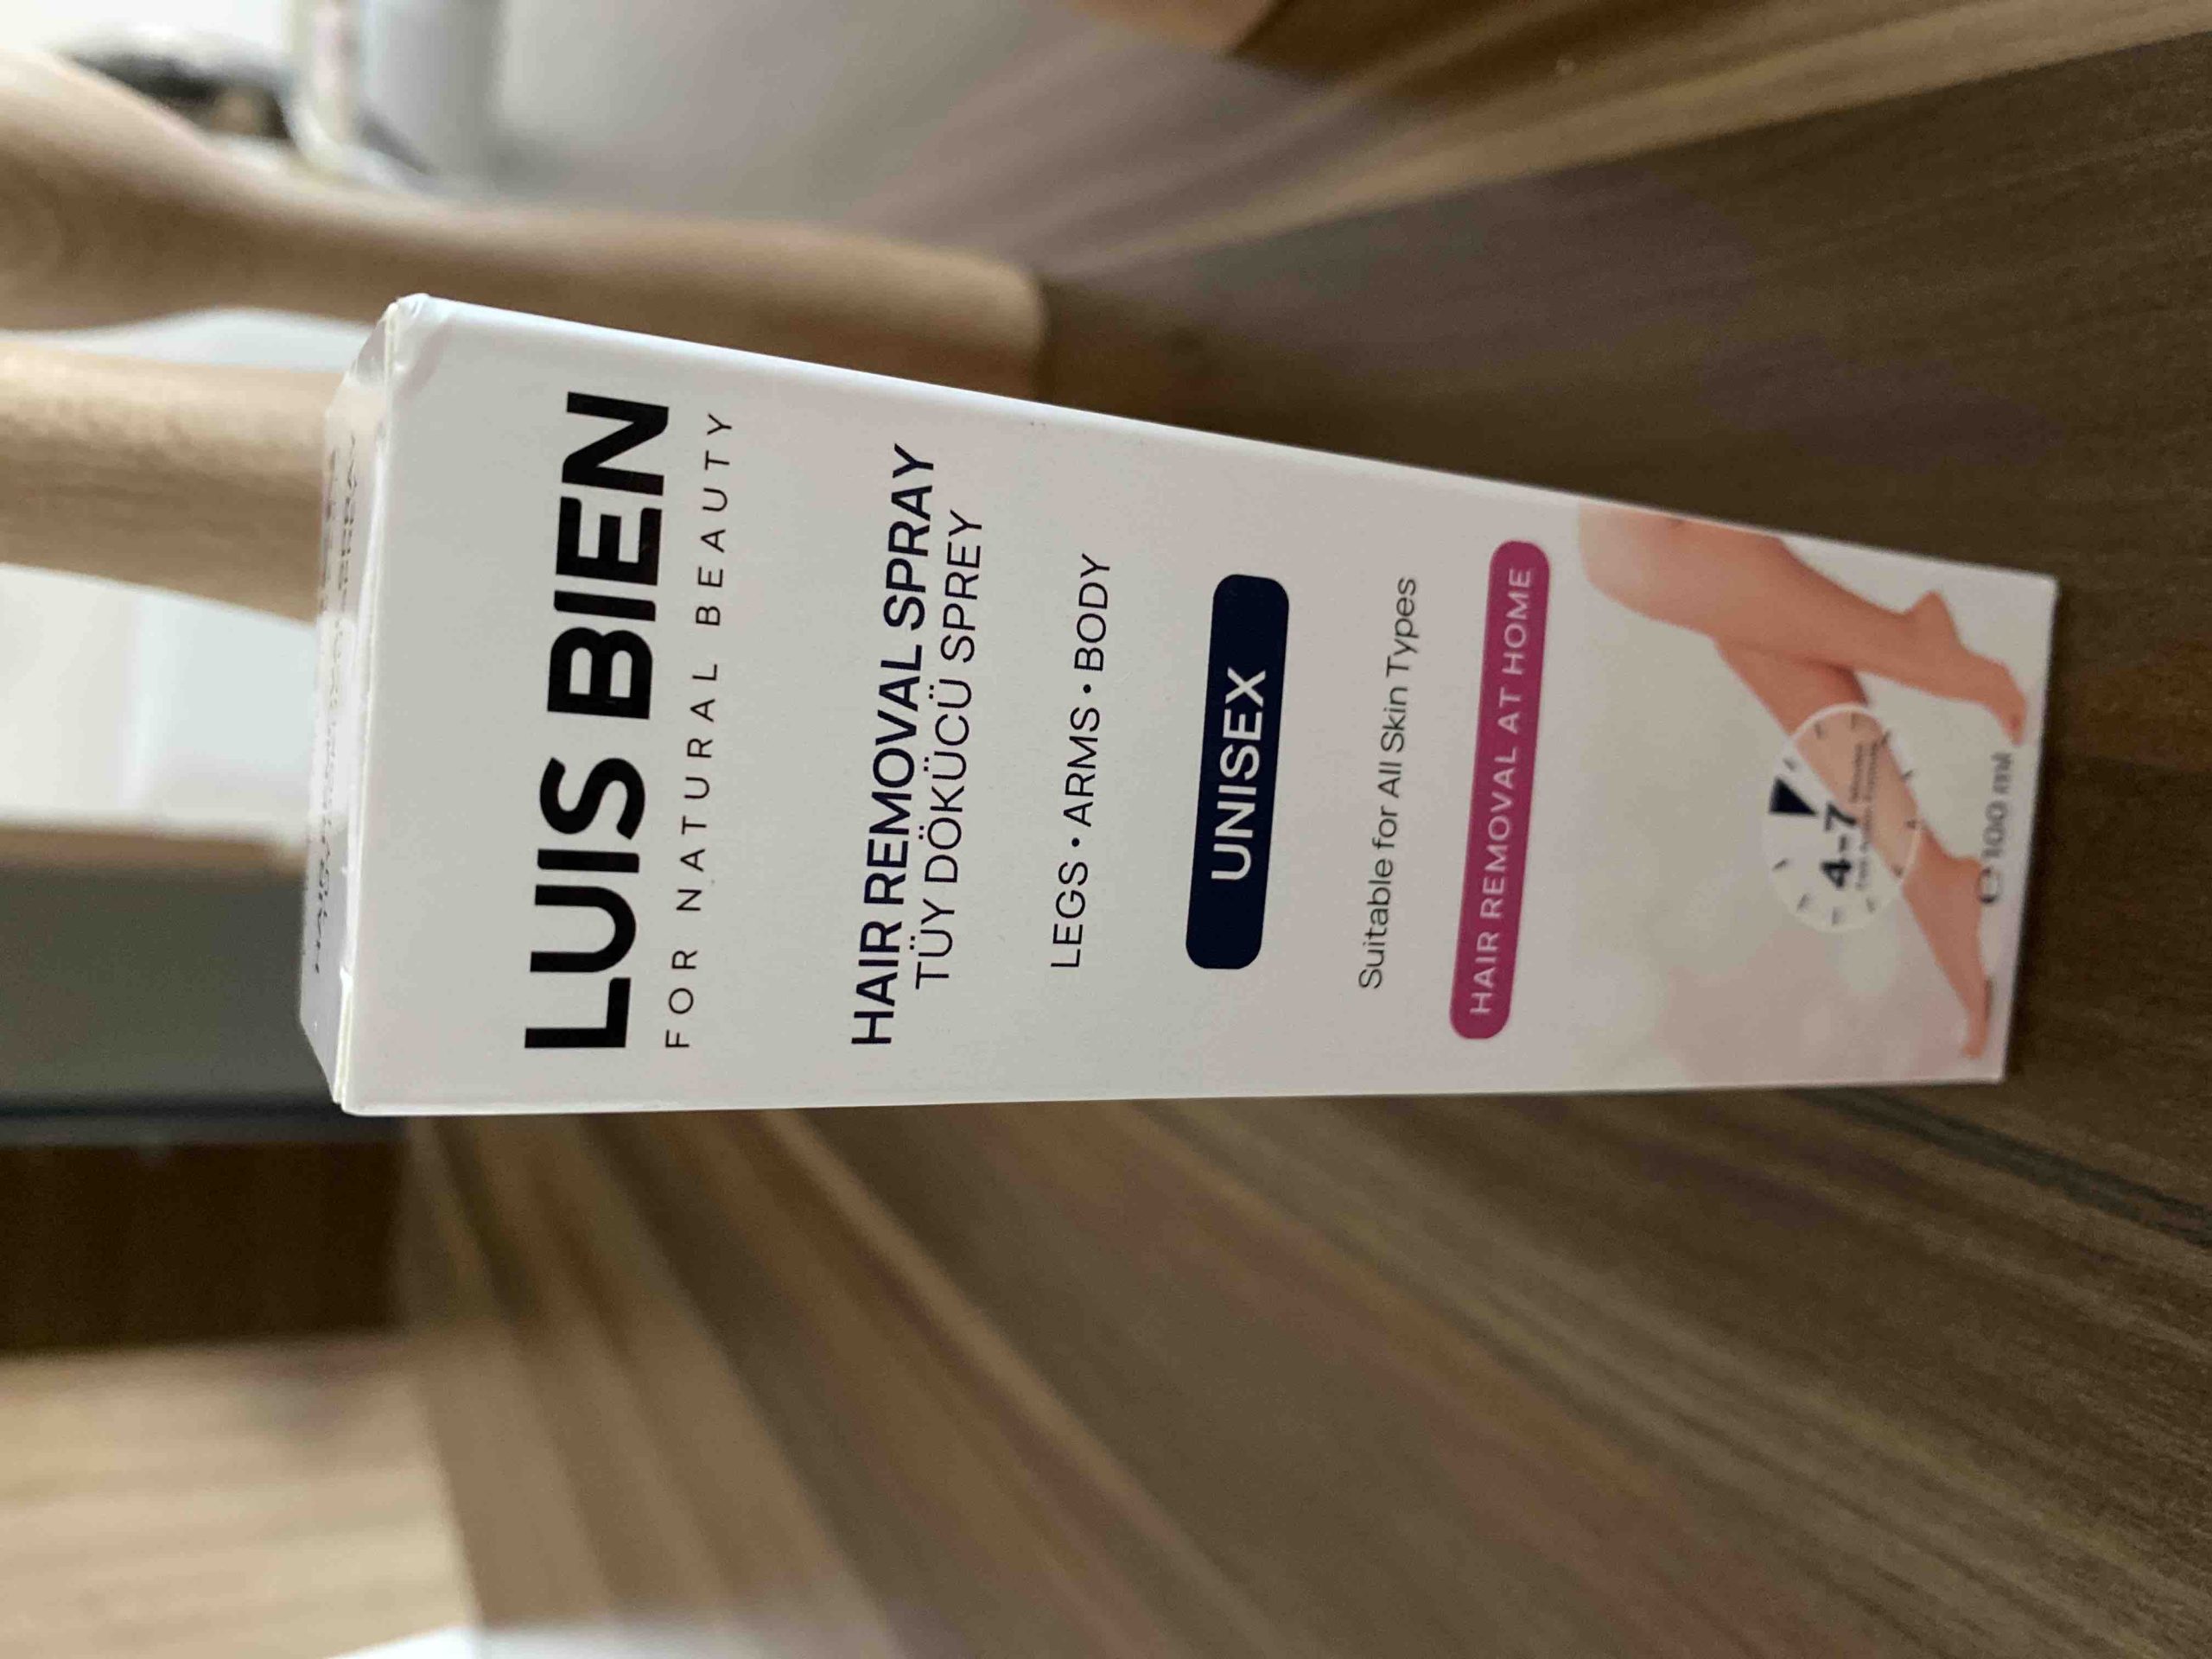 LUIS BIEN
FOR NATURAL BEAUTY
HAIR REMOVAL SPRAY
TÜY DÖKÜCÜ SPREY
LEGS • ARMS • BODY
UNISEX
Suitable for All Skin Types
HAIR REMOVAL AT HOME
4-7
e 100 ml